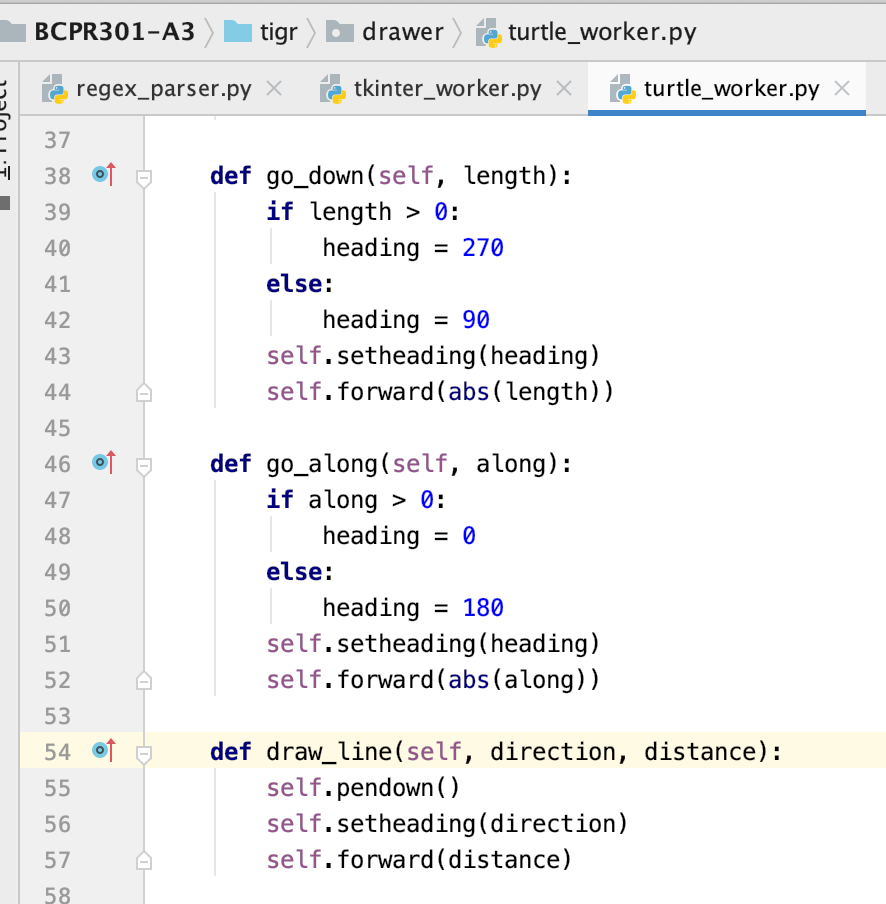 BCPR301-A3 tigr drawer turtle_worker.py
regex_parser.py tkinter_worker.py turtle_worker.py
37
38 def go_down(self, length):
39 if length > 0:
40 heading = 270
41 else:
42 heading = 90
43 self.setheading(heading)
44 self.forward(abs(length))
45
46 def go_along(self, along):
47 if along > 0:
48 heading = 0
49 else:
50 heading = 180
51 self.setheading(heading)
52 self.forward(abs(along))
53
54 def draw_line(self, direction, distance):
55 self.pendown()
56 self.setheading(direction)
57 self.forward(distance)
58